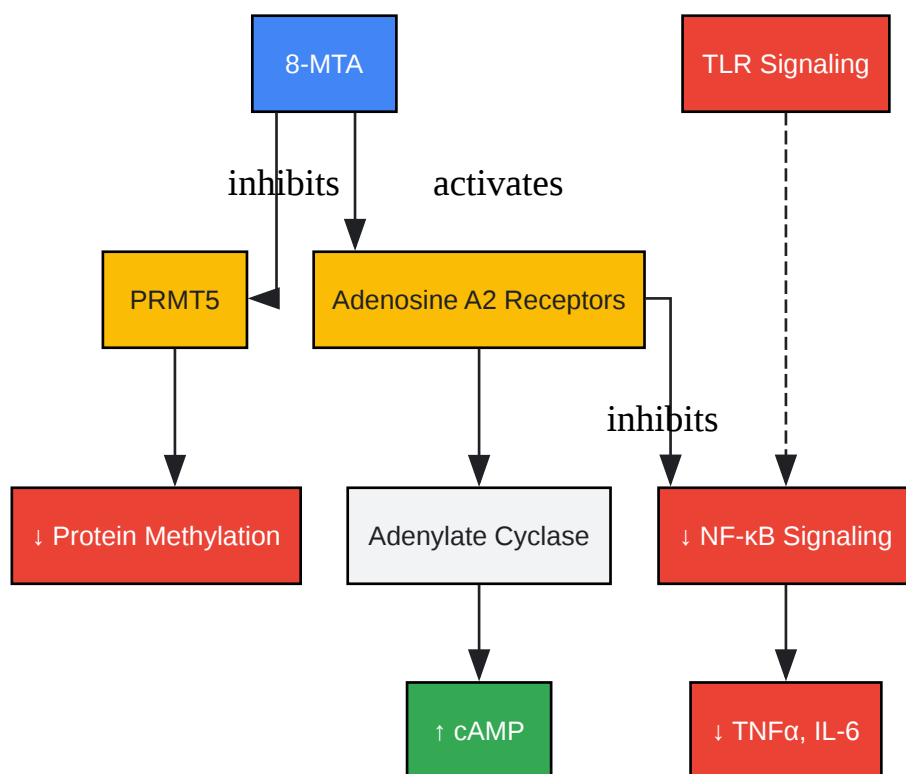 8-MTA
TLR Signaling
inhibits
activates
PRMT5
Adenosine A2 Receptors
inhibits
↓ Protein Methylation
Adenylate Cyclase
↓ NF-κB Signaling
↑ cAMP
↓ TNFα, IL-6